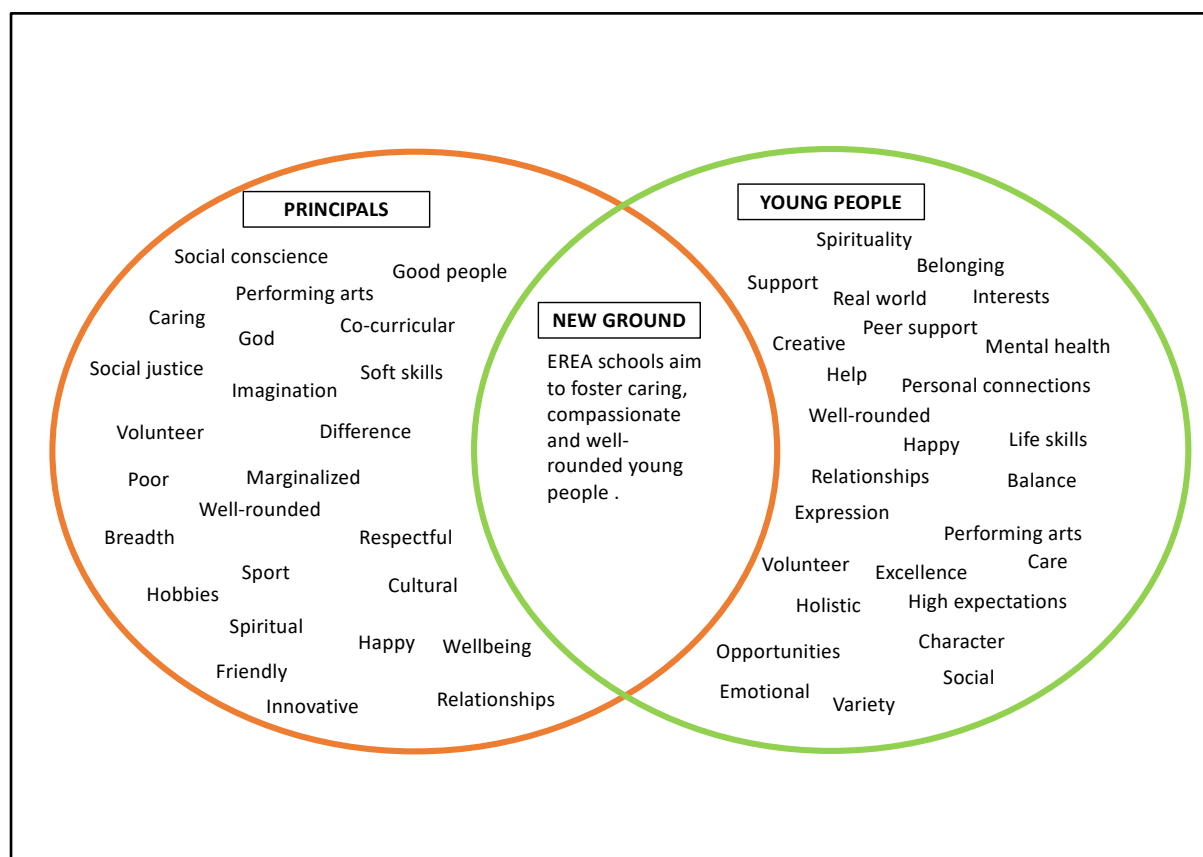 PRINCIPALS
Social conscience
Good people
Performing arts
Caring
God
Co-curricular
Social justice
Imagination
Soft skills
Volunteer
Difference
Poor
Marginalized
Well-rounded
Breadth
Respectful
Sport
Hobbies
Cultural
Spiritual
Happy
Wellbeing
Friendly
Innovative
Relationships
NEW GROUND
EREA schools aim
to foster caring,
compassionate
and well-
rounded young
people .
YOUNG PEOPLE
Spirituality
Belonging
Support
Real world
Interests
Peer support
Creative
Mental health
Help
Personal connections
Well-rounded
Happy
Life skills
Relationships
Balance
Expression
Performing arts
Volunteer
Excellence
Care
Holistic
High expectations
Opportunities
Character
Emotional
Social
Variety